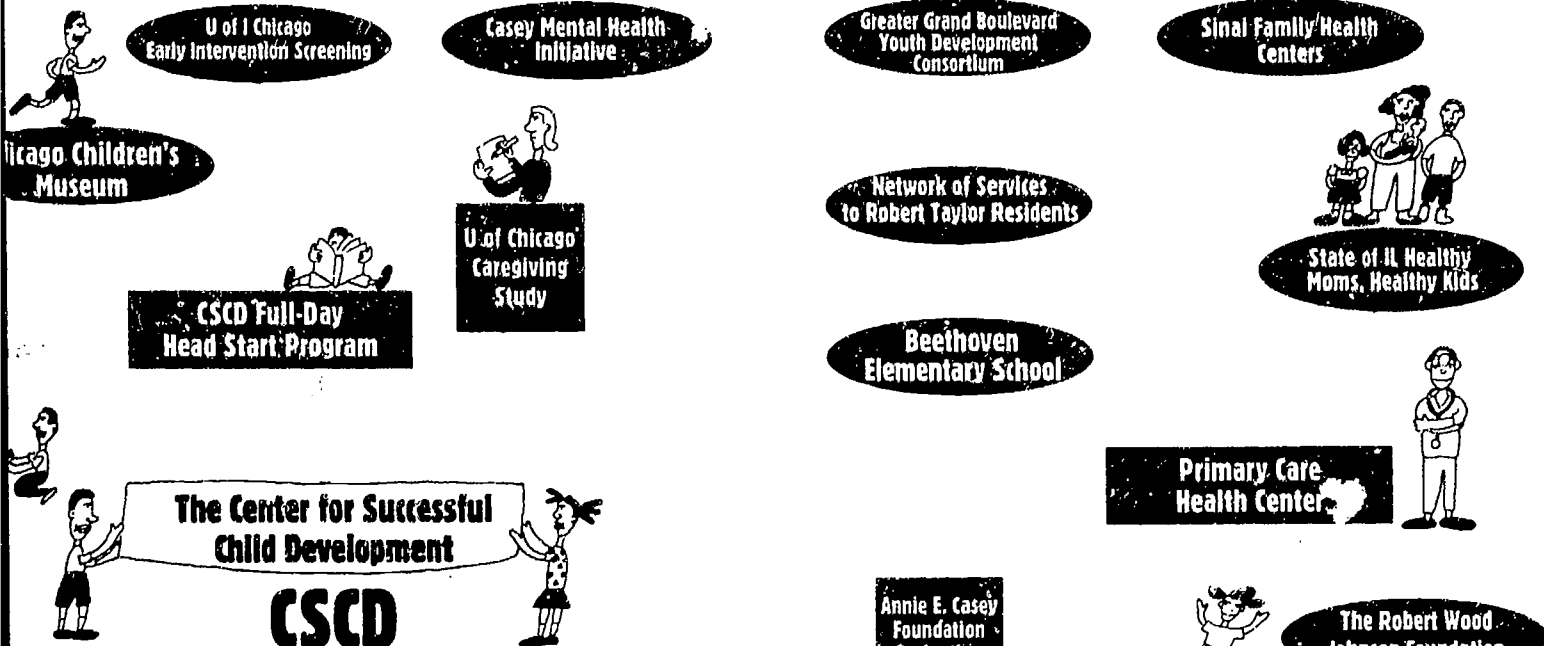 U of I Chicago
Early Intervention Screening
Casey Mental Health
Initiative
Greater Grand Boulevard
Youth Development
Consortium
Sinai Family Health
Centers
icago Children's
Museum
U of Chicago
Caregiving
Study
Network of Services
to Robert Taylor Residents
State of IL Healthy
Moms, Healthy Kids
CSCD Full-Day
Head Start Program
Beethoven
Elementary School
Primary Care
Health Center
The Center for Successful
Child Development
CSCD
Annie E. Casey
Foundation
The Robert Wood
Johnson Foundation